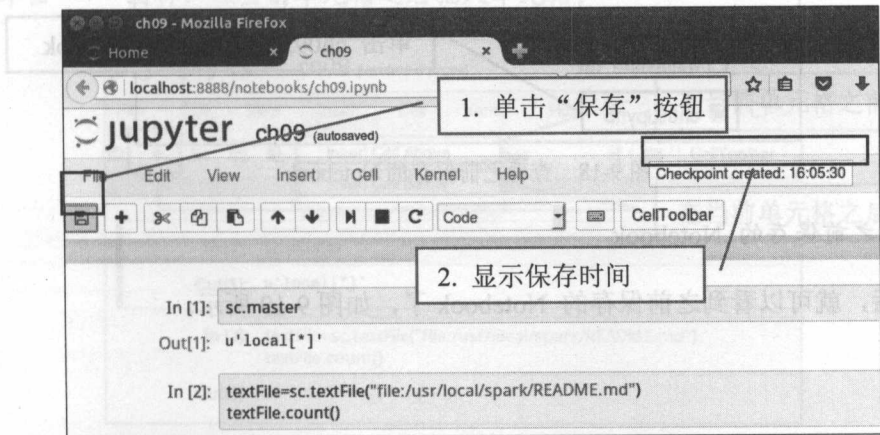 ch09 - Mozilla Firefox
Home × ch09 ×
localhost:8888/notebooks/ch09.ipynb
1. 单击“保存”按钮
jupyter ch09 (autosaved)
File Edit View Insert Cell Kernel Help
Checkpoint created: 16:05:30
Code CellToolbar
2. 显示保存时间
In [1]: sc.master
Out[1]: u'local[*]'
In [2]: textFile=sc.textFile("file:/usr/local/spark/README.md")
textFile.count()